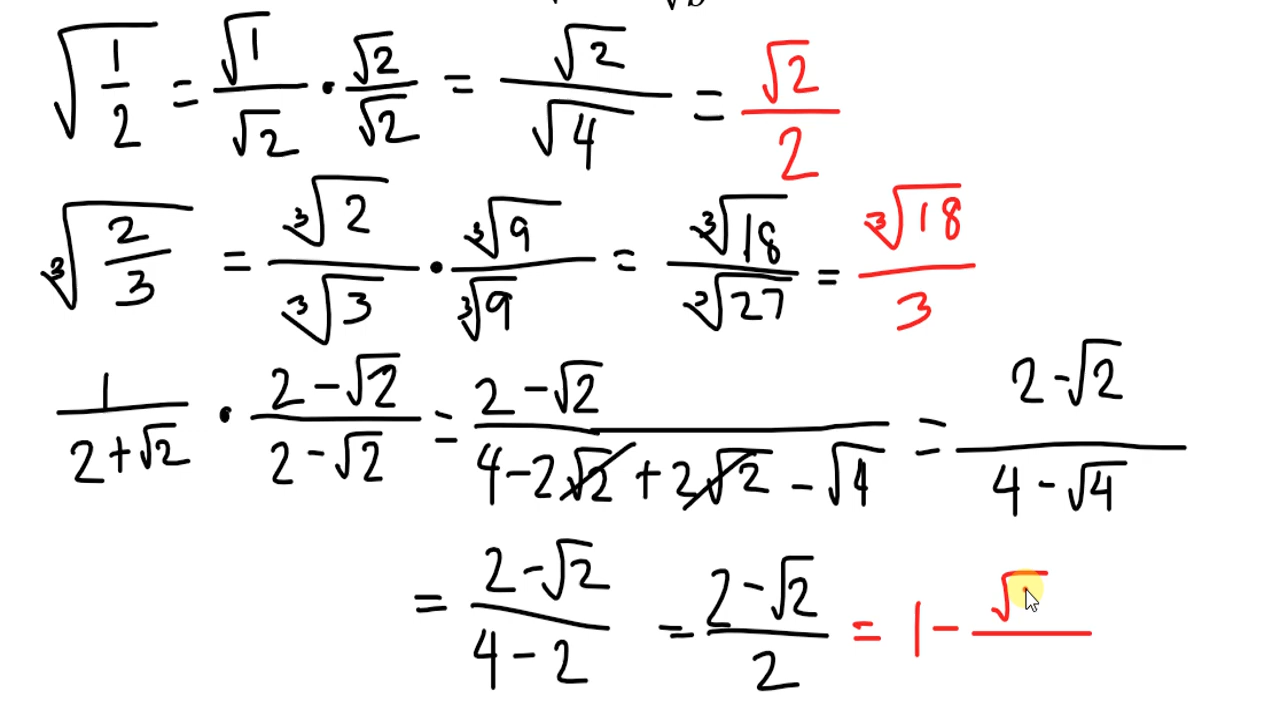 √(1/2) = √1/√2 · √2/√2 = √2/√4 = √2/2
∛(2/3) = ∛2/∛3 · ∛9/∛9 = ∛18/∛27 = ∛18/3
1/(2+√2) · (2-√2)/(2-√2) = (2-√2)/(4-2√2+2√2-√4) = (2-√2)/(4-√4)
= (2-√2)/(4-2) = (2-√2)/2 = 1-√